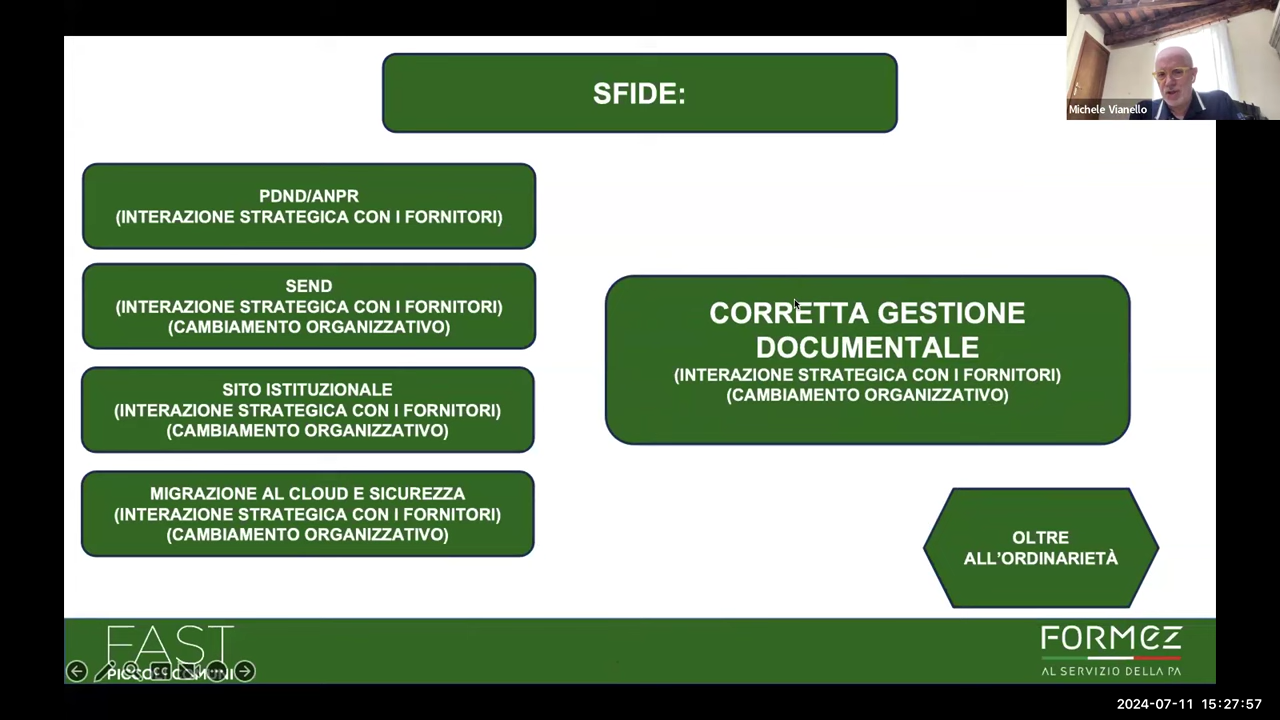 SFIDE:
Michele Vianello
PDND/ANPR
(INTERAZIONE STRATEGICA CON I FORNITORI)
SEND
(INTERAZIONE STRATEGICA CON I FORNITORI)
(CAMBIAMENTO ORGANIZZATIVO)
SITO ISTITUZIONALE
(INTERAZIONE STRATEGICA CON I FORNITORI)
(CAMBIAMENTO ORGANIZZATIVO)
MIGRAZIONE AL CLOUD E SICUREZZA
(INTERAZIONE STRATEGICA CON I FORNITORI)
(CAMBIAMENTO ORGANIZZATIVO)
CORRETTA GESTIONE
DOCUMENTALE
(INTERAZIONE STRATEGICA CON I FORNITORI)
(CAMBIAMENTO ORGANIZZATIVO)
OLTRE
ALL’ORDINARIETÀ
FAST
PICCOLI COMUNI
FORMEZ
AL SERVIZIO DELLA PA
2024-07-11 15:27:57